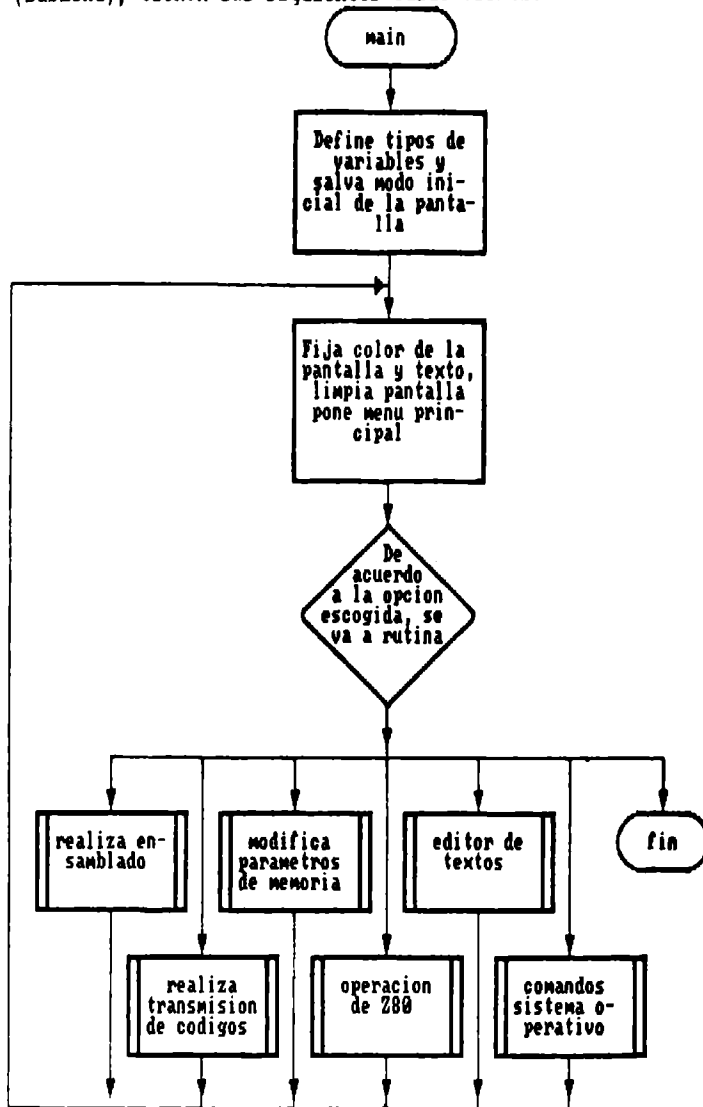 main
Define tipos de
variables y
salva modo ini-
cial de la panta-
lla
Fija color de la
pantalla y texto,
limpia pantalla
pone menu prin-
cipal
De
acuerdo
a la opcion
escogida, se
va a rutina
realiza en-
samblado
modifica
parametros
de memoria
editor de
textos
fin
realiza
transmision
de codigos
operacion
de Z80
comandos
sistema o-
perativo